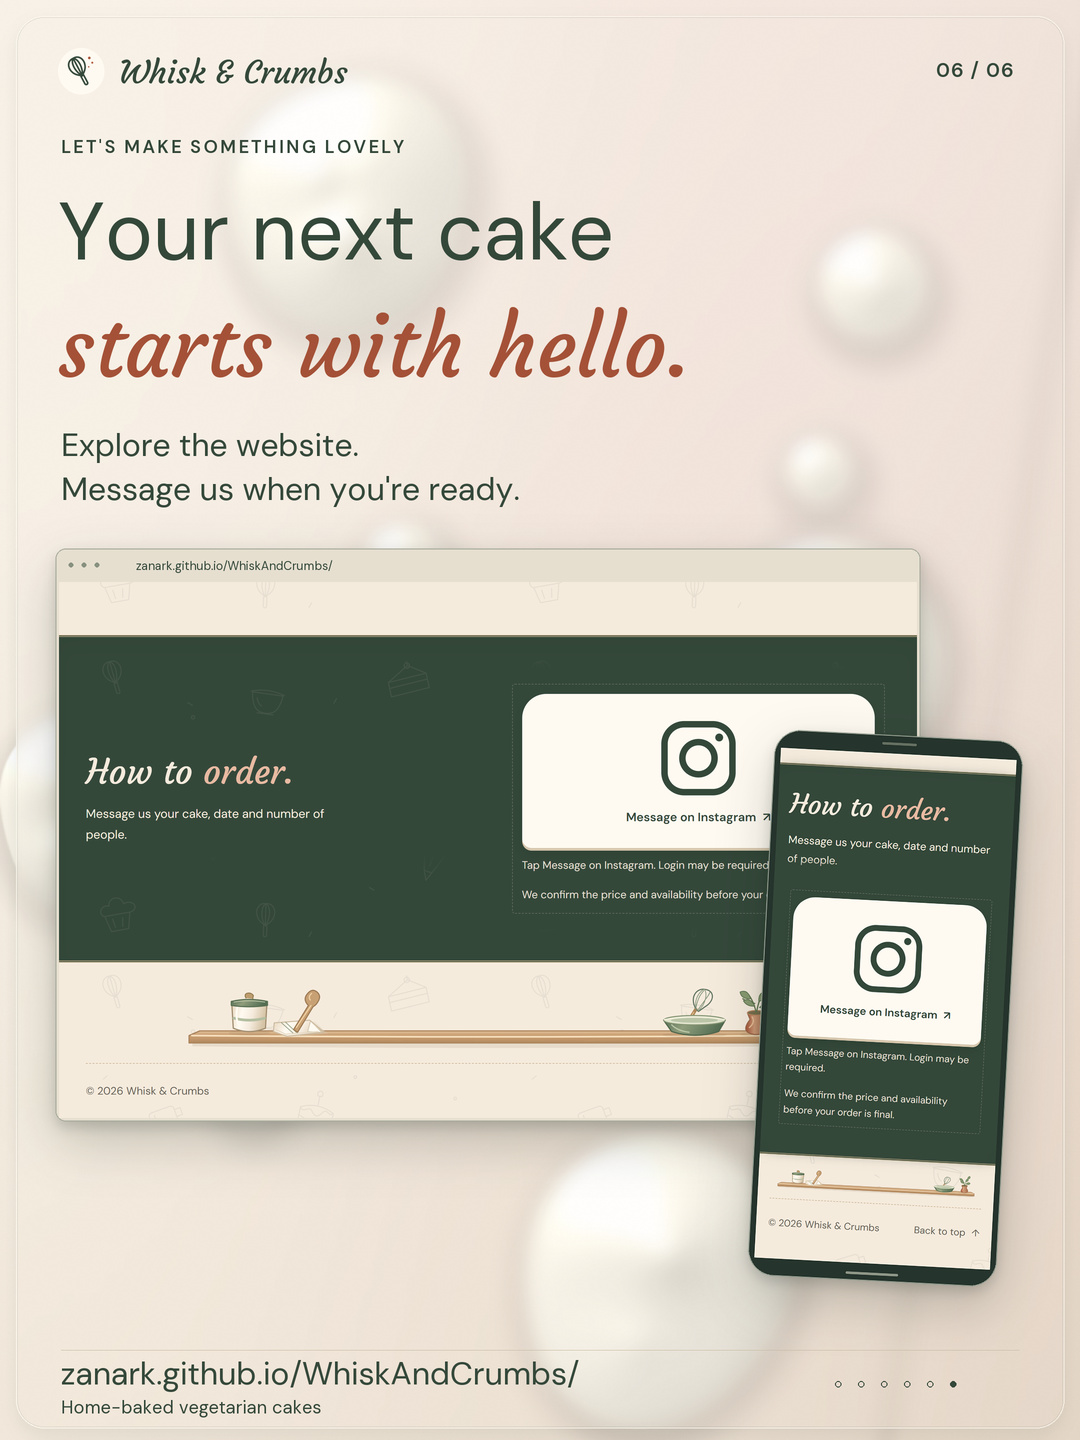 Whisk & Crumbs
06 / 06
LET'S MAKE SOMETHING LOVELY
Your next cake
starts with hello.
Explore the website.
Message us when you're ready.
zanark.github.io/WhiskAndCrumbs/
How to order.
Message us your cake, date and number of
people.
Message on Instagram ↗
Tap Message on Instagram. Login may be required
We confirm the price and availability before your
© 2026 Whisk & Crumbs
How to order.
Message us your cake, date and number
of people.
Message on Instagram ↗
Tap Message on Instagram. Login may be
required.
We confirm the price and availability
before your order is final.
© 2026 Whisk & Crumbs
Back to top ↑
zanark.github.io/WhiskAndCrumbs/
Home-baked vegetarian cakes